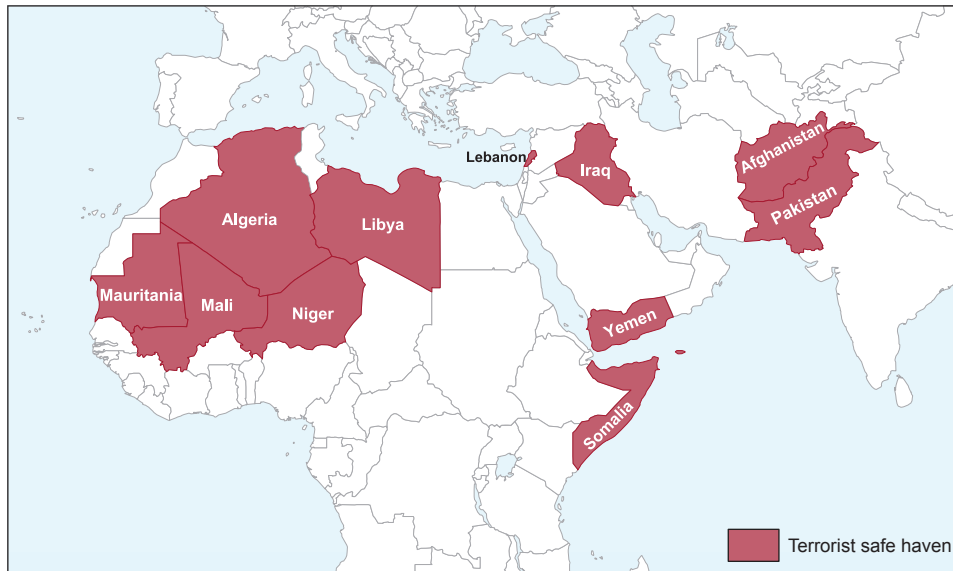 Lebanon
Iraq
Afghanistan
Pakistan
Algeria
Libya
Mauritania
Mali
Niger
Yemen
Somalia
Terrorist safe haven